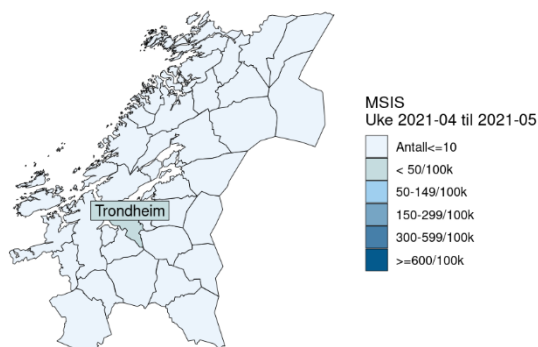 Trondheim
MSIS
Uke 2021-04 til 2021-05
Antall<=10
< 50/100k
50-149/100k
150-299/100k
300-599/100k
>=600/100k